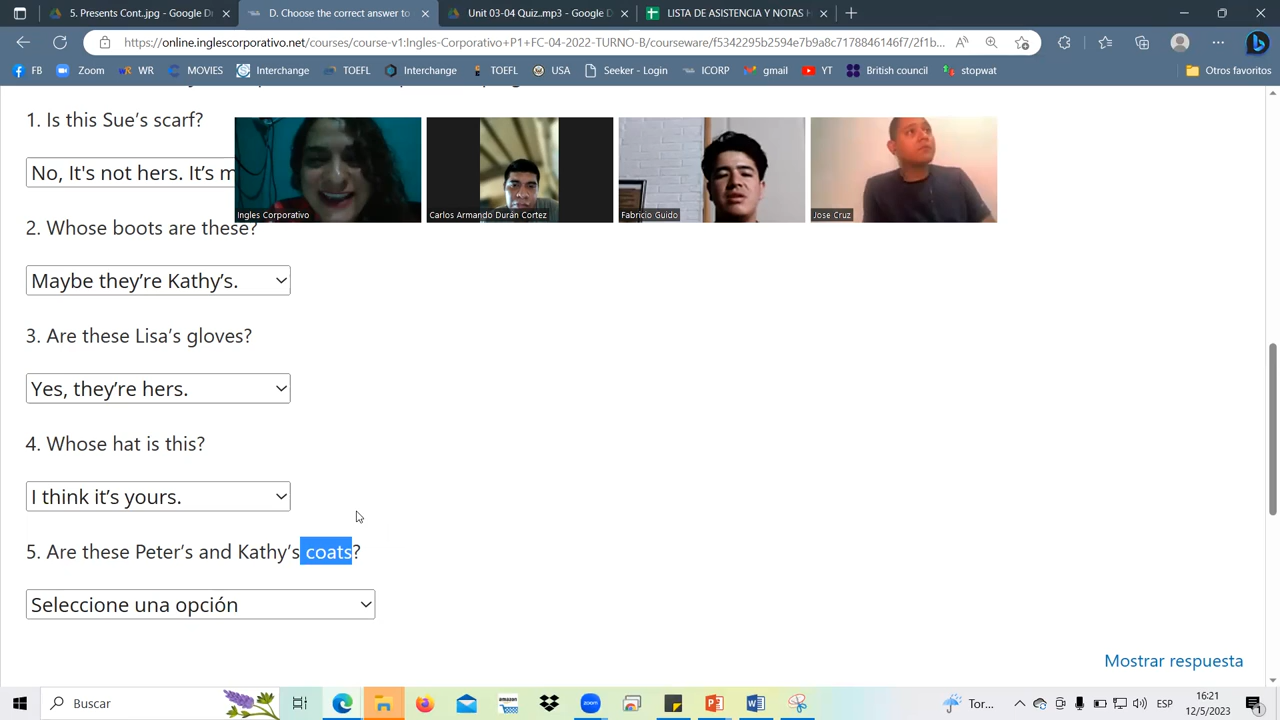 5. Presents Cont..jpg - Google D
D. Choose the correct answer to
Unit 03-04 Quiz..mp3 - Google D
LISTA DE ASISTENCIA Y NOTAS
https://online.inglescorporativo.net/courses/course-v1:Ingles-Corporativo+P1+FC-04-2022-TURNO-B/courseware/f5342295b2594e7b9a8c7178846146f7/2f1b...
FB
Zoom
WR
MOVIES
Interchange
TOEFL
Interchange
TOEFL
USA
Seeker - Login
ICORP
gmail
YT
British council
stopwat
Otros favoritos
1. Is this Sue's scarf?
No, It's not hers. It's m
Ingles Corporativo
Carlos Armando Durán Cortez
Fabricio Guido
Jose Cruz
2. Whose boots are these?
Maybe they're Kathy's.
3. Are these Lisa's gloves?
Yes, they're hers.
4. Whose hat is this?
I think it's yours.
5. Are these Peter's and Kathy's coats?
Seleccione una opción
Mostrar respuesta
Buscar
amazon
zoom
Tor...
ESP
16:21
12/5/2023
1